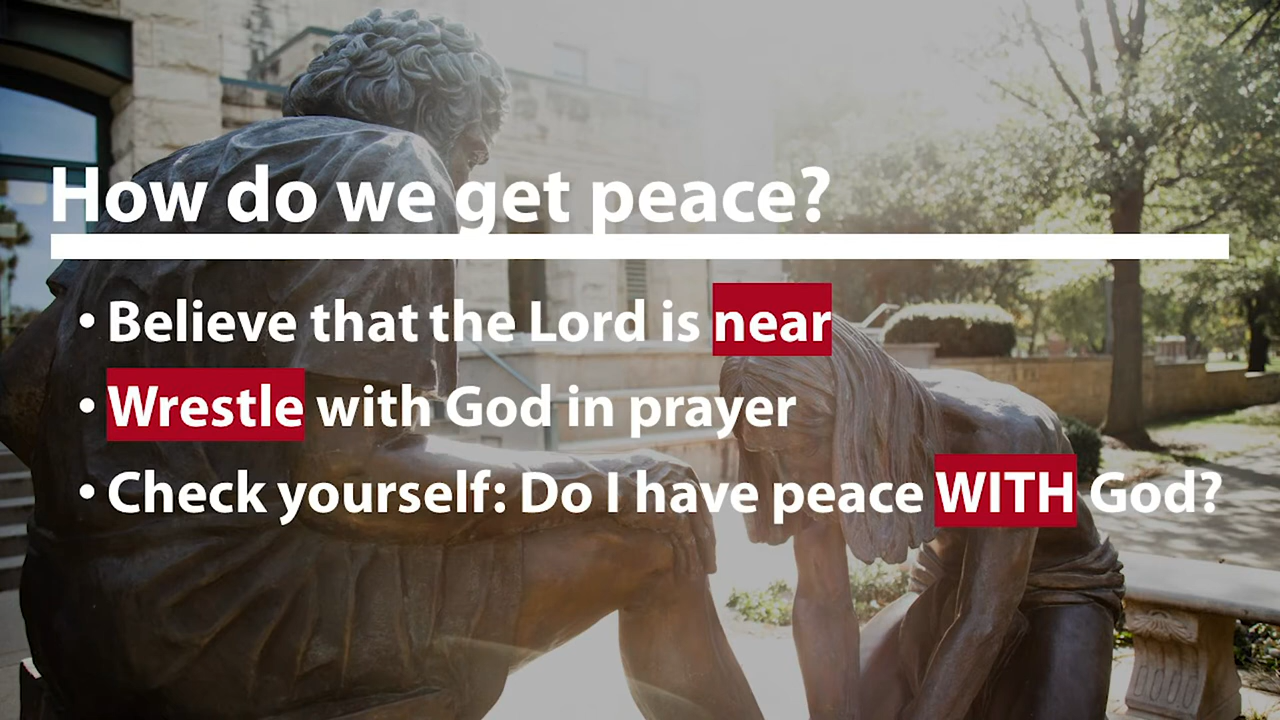 How do we get peace?
• Believe that the Lord is near
• Wrestle with God in prayer
• Check yourself: Do I have peace WITH God?